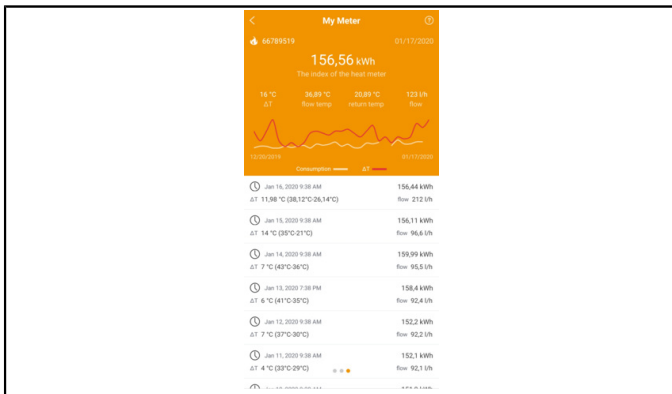 My Meter
66789519 01/17/2020
156,56 kWh
The index of the heat meter
16 °C 36,89 °C 20,89 °C 123 l/h
ΔT flow temp return temp flow
12/20/2019 01/17/2020
Consumption ΔT
Jan 16, 2020 9:38 AM 156,44 kWh
ΔT 11,98 °C (38,12°C-26,14°C) flow 212 l/h
Jan 15, 2020 9:38 AM 156,11 kWh
ΔT 14 °C (35°C-21°C) flow 96,6 l/h
Jan 14, 2020 9:38 AM 159,99 kWh
ΔT 7 °C (43°C-36°C) flow 95,5 l/h
Jan 13, 2020 7:38 PM 158,4 kWh
ΔT 6 °C (41°C-35°C) flow 92,4 l/h
Jan 12, 2020 9:38 AM 152,2 kWh
ΔT 7 °C (37°C-30°C) flow 92,2 l/h
Jan 11, 2020 9:38 AM 152,1 kWh
ΔT 4 °C (33°C-29°C) flow 92,1 l/h